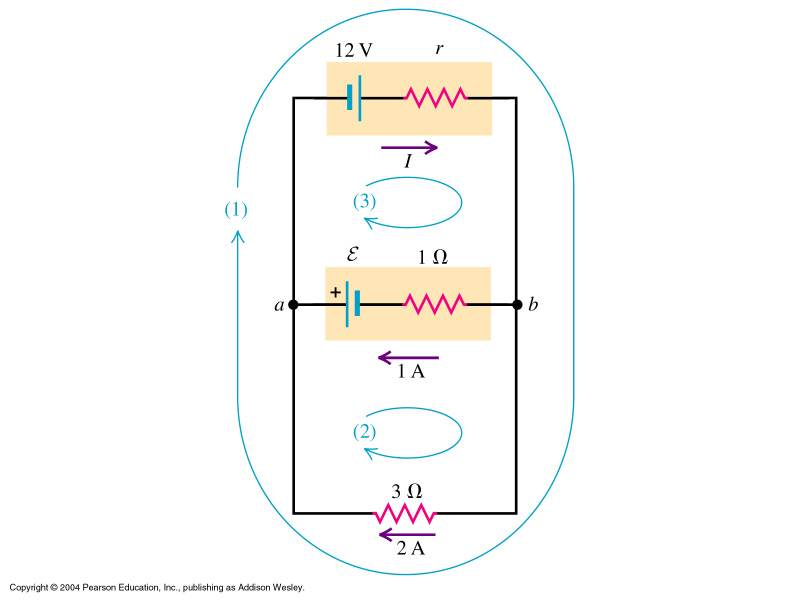 12 V r
I
(3)
(1)
ℰ 1 Ω
+
a b
1 A
(2)
3 Ω
2 A
Copyright © 2004 Pearson Education, Inc., publishing as Addison Wesley.